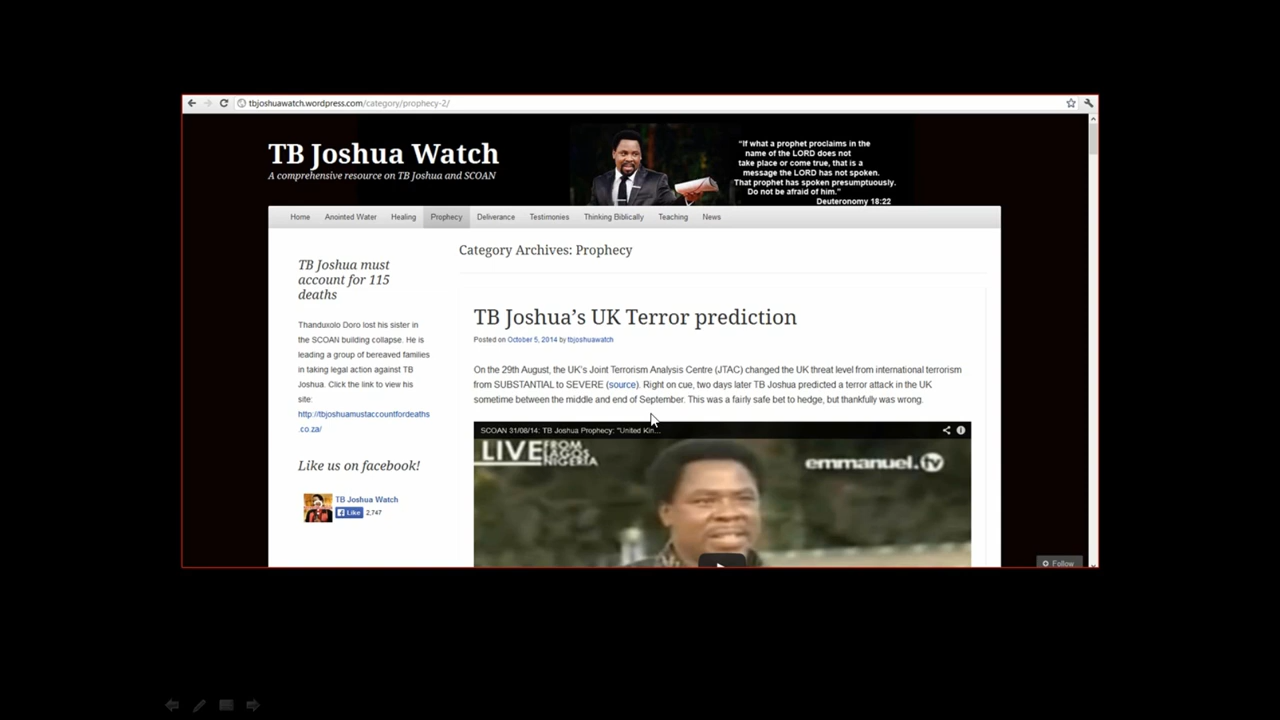 tbjoshuawatch.wordpress.com/category/prophecy-2/
TB Joshua Watch
A comprehensive resource on TB Joshua and SCOAN
"If what a prophet proclaims in the
name of the LORD does not
take place or come true, that is a
message the LORD has not spoken.
That prophet has spoken presumptuously.
Do not be afraid of him."
Deuteronomy 18:22
Home Anointed Water Healing Prophecy Deliverance Testimonies Thinking Biblically Teaching News
TB Joshua must
account for 115
deaths
Thanduxolo Doro lost his sister in
the SCOAN building collapse. He is
leading a group of bereaved families
in taking legal action against TB
Joshua. Click the link to view his
site:
http://tbjoshuamustaccountfordeaths
.co.za/
Like us on facebook!
TB Joshua Watch
Like 2,747
Category Archives: Prophecy
TB Joshua's UK Terror prediction
Posted on October 5, 2014 by tbjoshuawatch
On the 29th August, the UK's Joint Terrorism Analysis Centre (JTAC) changed the UK threat level from international terrorism
from SUBSTANTIAL to SEVERE (source). Right on cue, two days later TB Joshua predicted a terror attack in the UK
sometime between the middle and end of September. This was a fairly safe bet to hedge, but thankfully was wrong.
SCOAN 31/08/14: TB Joshua Prophecy: "United Kin...
LIVE FROM LAGOS NIGERIA
emmanuel.tv
Follow